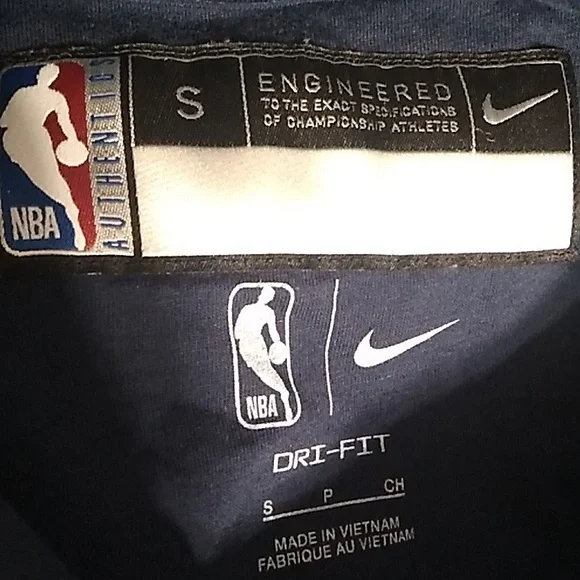 NBA
AUTHENTICS
S
ENGINEERED
TO THE EXACT SPECIFICATIONS
OF CHAMPIONSHIP ATHLETES
NBA
DRI-FIT
S P CH
MADE IN VIETNAM
FABRIQUE AU VIETNAM